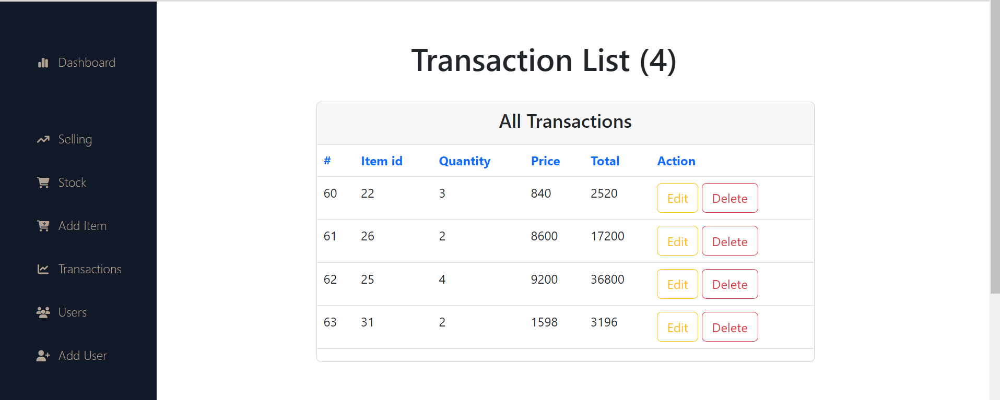 Dashboard
Selling
Stock
Add Item
Transactions
Users
Add User
Transaction List (4)
All Transactions
# Item id Quantity Price Total Action
60 22 3 840 2520 Edit Delete
61 26 2 8600 17200 Edit Delete
62 25 4 9200 36800 Edit Delete
63 31 2 1598 3196 Edit Delete